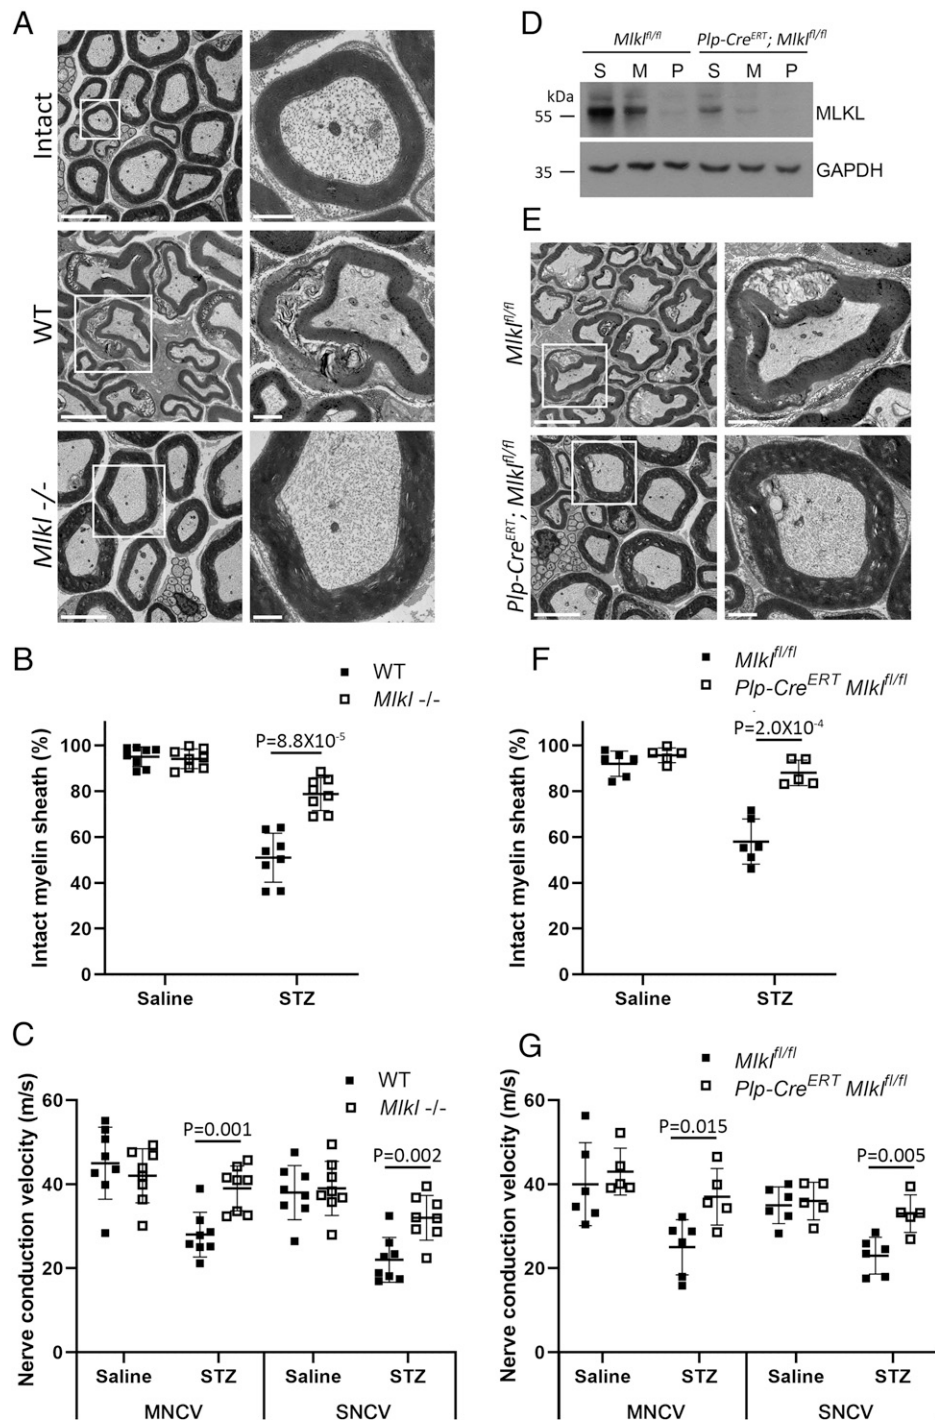 A
Intact
WT
Mlkl -/-
D
Mlkl fl/fl
Plp-Cre ERT; Mlkl fl/fl
S M P S M P
kDa
55
MLKL
35
GAPDH
E
Mlkl fl/fl
Plp-Cre ERT; Mlkl fl/fl
B
WT
Mlkl -/-
P=8.8X10-5
Intact myelin sheath (%)
100
80
60
40
20
0
Saline STZ
F
Mlkl fl/fl
Plp-Cre ERT Mlkl fl/fl
P=2.0X10-4
Intact myelin sheath (%)
100
80
60
40
20
0
Saline STZ
C
WT
Mlkl -/-
P=0.001
P=0.002
Nerve conduction velocity (m/s)
60
40
20
0
Saline STZ Saline STZ
MNCV SNCV
G
Mlkl fl/fl
Plp-Cre ERT Mlkl fl/fl
P=0.015
P=0.005
Nerve conduction velocity (m/s)
60
40
20
0
Saline STZ Saline STZ
MNCV SNCV